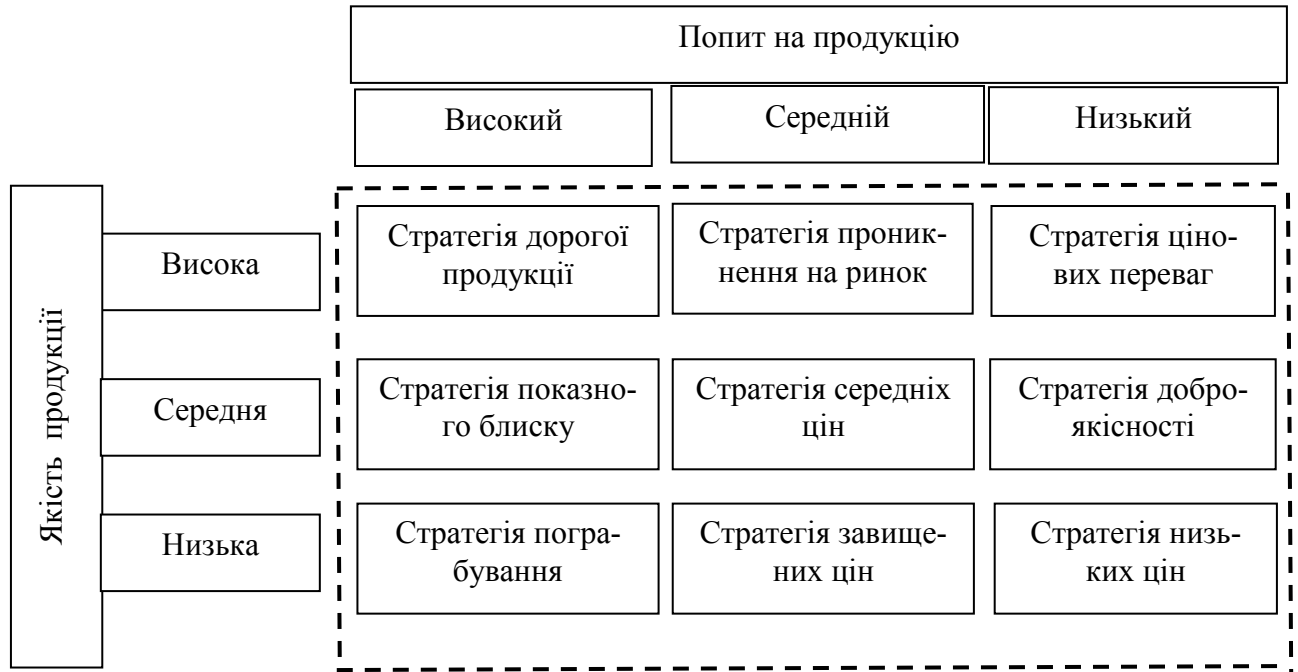 Попит на продукцію
Високий
Середній
Низький
Якість продукції
Висока
Стратегія дорогої
продукції
Стратегія проник-
нення на ринок
Стратегія ціно-
вих переваг
Середня
Стратегія показно-
го блиску
Стратегія середніх
цін
Стратегія добро-
якісності
Низька
Стратегія погра-
бування
Стратегія завище-
них цін
Стратегія низь-
ких цін